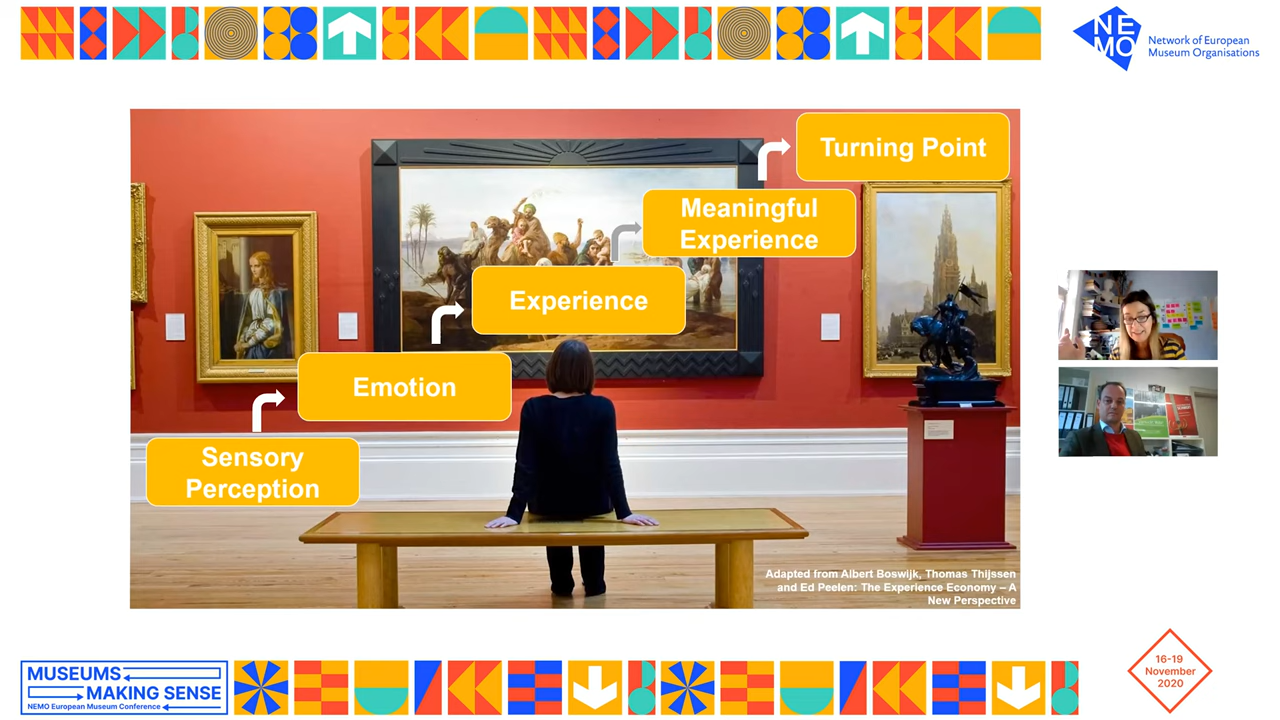 NE
MO
Network of European
Museum Organisations
Turning Point
Meaningful
Experience
Experience
Emotion
Sensory
Perception
Adapted from Albert Boswijk, Thomas Thijssen
and Ed Peelen: The Experience Economy – A
New Perspective
MUSEUMS
MAKING SENSE
NEMO European Museum Conference
16-19
November
2020